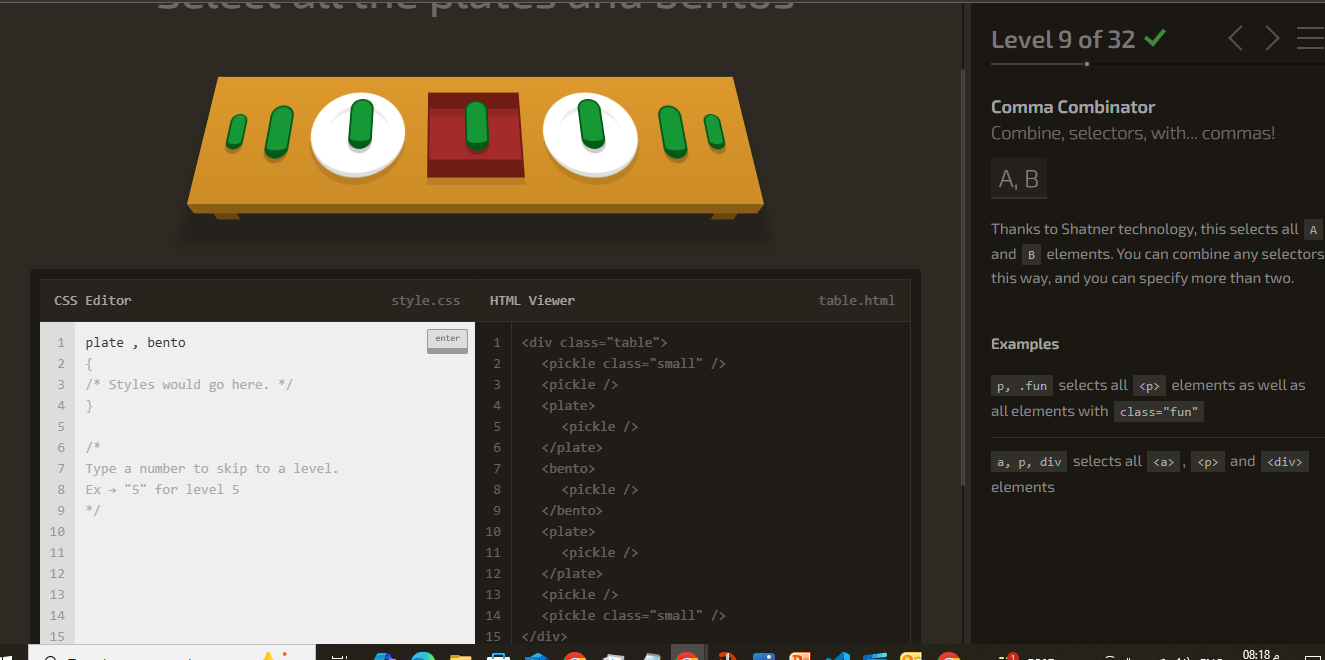 Select all the plates and bentos
Level 9 of 32
Comma Combinator
Combine, selectors, with... commas!
A, B
Thanks to Shatner technology, this selects all A
and B elements. You can combine any selectors
this way, and you can specify more than two.
Examples
p, .fun selects all <p> elements as well as
all elements with class="fun"
a, p, div selects all <a> , <p> and <div>
elements
CSS Editor style.css
1 plate , bento
enter
2 {
3 /* Styles would go here. */
4 }
5
6 /*
7 Type a number to skip to a level.
8 Ex → "5" for level 5
9 */
10
11
12
13
14
15
HTML Viewer table.html
1 <div class="table">
2 <pickle class="small" />
3 <pickle />
4 <plate>
5 <pickle />
6 </plate>
7 <bento>
8 <pickle />
9 </bento>
10 <plate>
11 <pickle />
12 </plate>
13 <pickle />
14 <pickle class="small" />
15 </div>
1
08:18